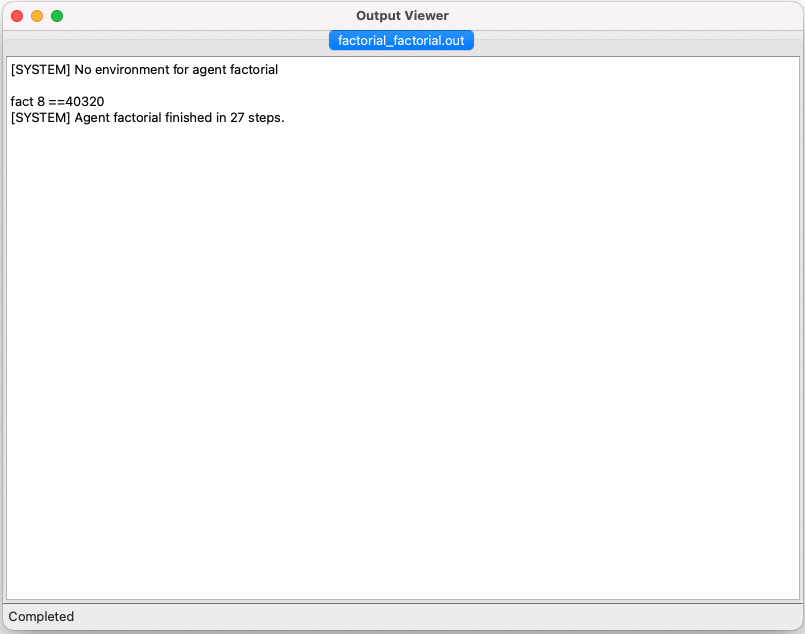 Output Viewer
factorial_factorial.out
[SYSTEM] No environment for agent factorial
fact 8 ==40320
[SYSTEM] Agent factorial finished in 27 steps.
Completed